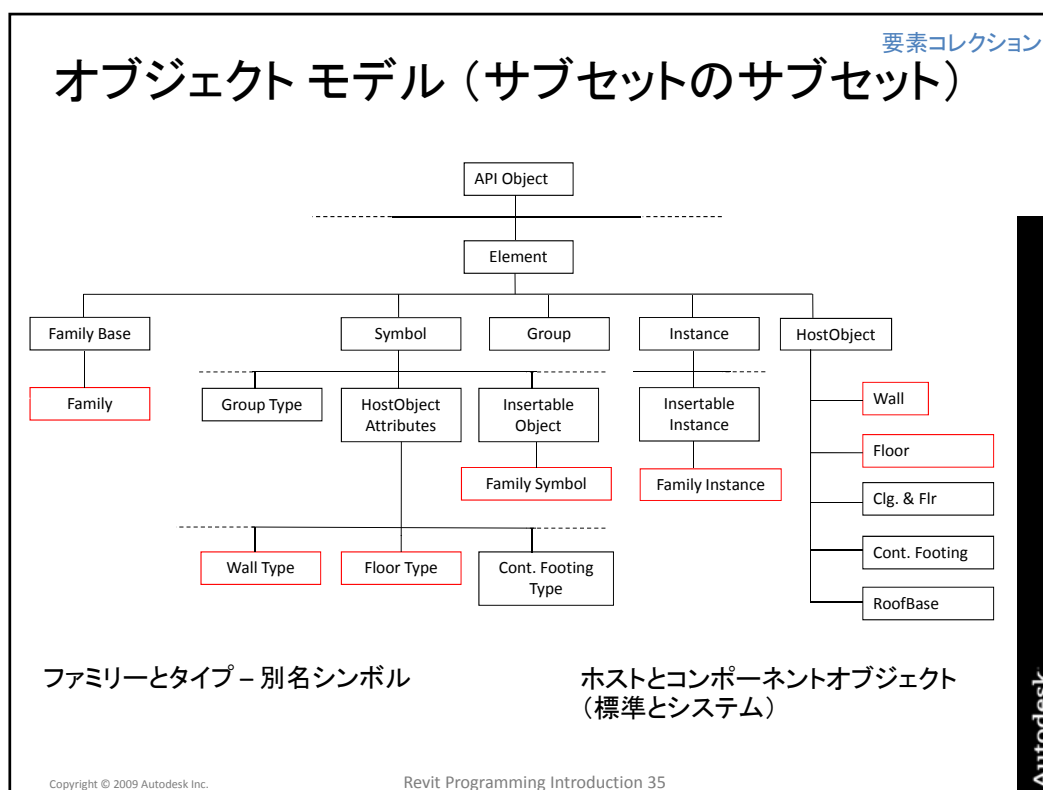 要素コレクション
オブジェクト モデル（サブセットのサブセット）
API Object
Element
Family Base
Symbol
Group
Instance
HostObject
Family
Group Type
HostObject
Attributes
Insertable
Object
Insertable
Instance
Wall
Floor
Family Symbol
Family Instance
Clg. & Flr
Wall Type
Floor Type
Cont. Footing
Type
Cont. Footing
RoofBase
ファミリーとタイプ – 別名シンボル
ホストとコンポーネントオブジェクト
（標準とシステム）
Autodesk
Copyright © 2009 Autodesk Inc.
Revit Programming Introduction 35